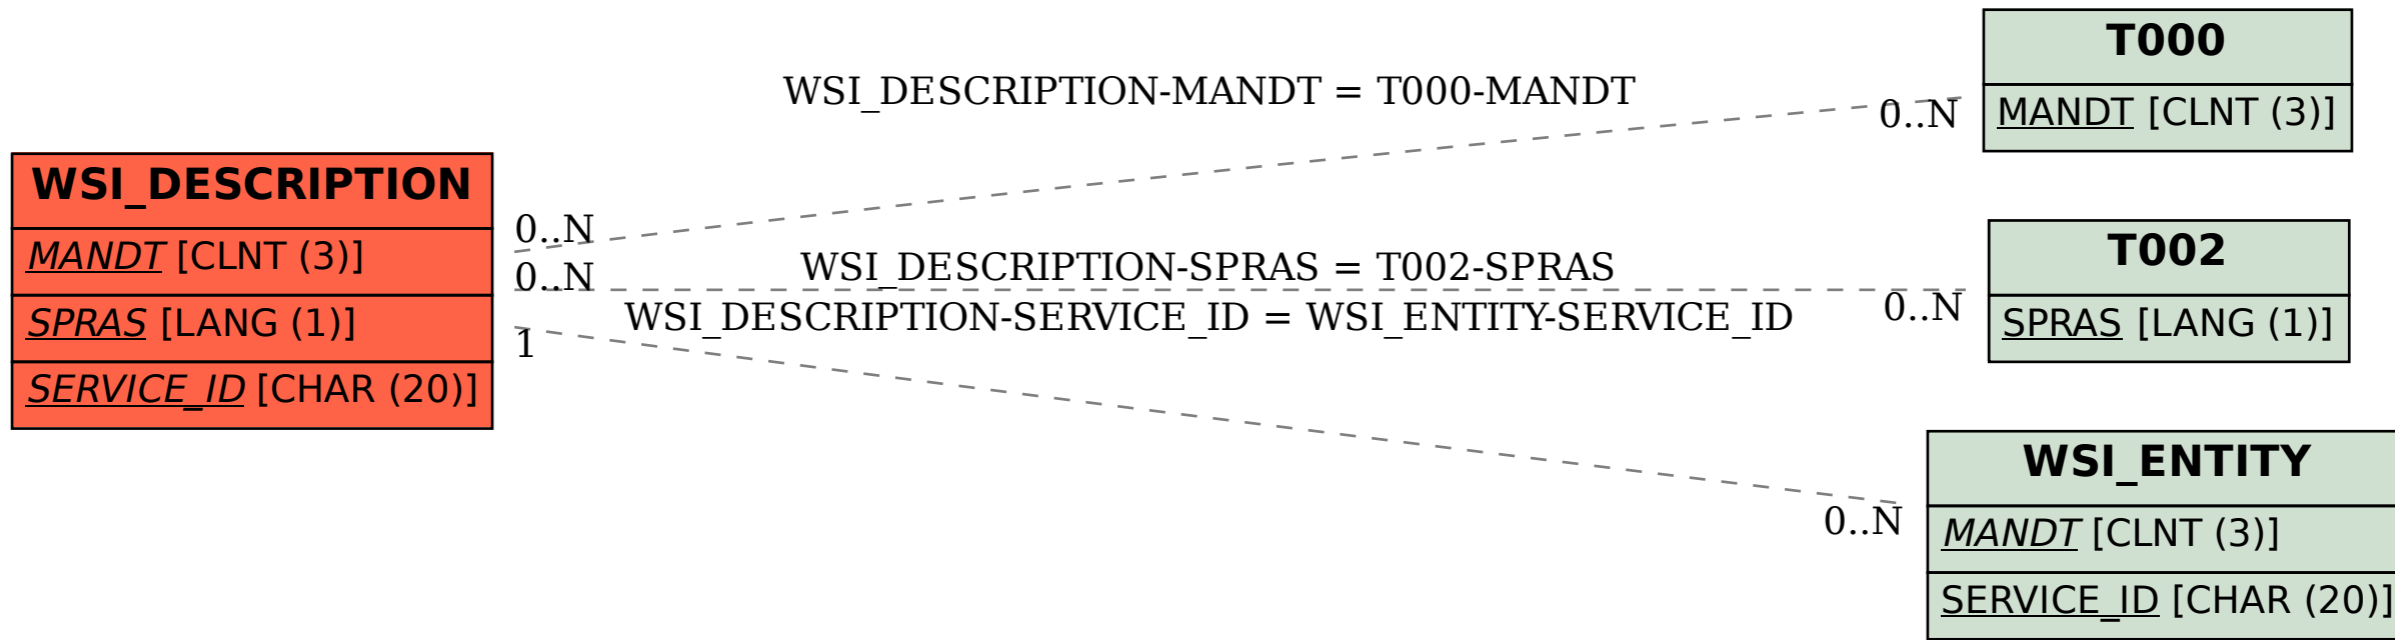 WSI_DESCRIPTION
MANDT [CLNT (3)]
SPRAS [LANG (1)]
SERVICE_ID [CHAR (20)]
WSI_DESCRIPTION-MANDT = T000-MANDT
0..N
0..N
WSI_DESCRIPTION-SPRAS = T002-SPRAS
0..N
0..N
WSI_DESCRIPTION-SERVICE_ID = WSI_ENTITY-SERVICE_ID
1
0..N
T000
MANDT [CLNT (3)]
T002
SPRAS [LANG (1)]
WSI_ENTITY
MANDT [CLNT (3)]
SERVICE_ID [CHAR (20)]